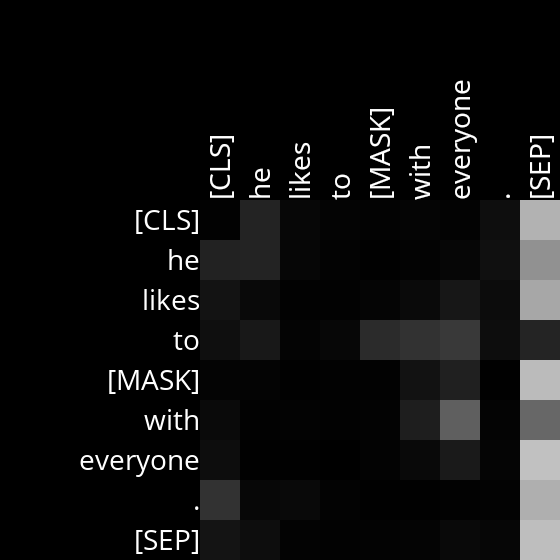 [CLS] he likes to [MASK] with everyone . [SEP]
[CLS]
he
likes
to
[MASK]
with
everyone
.
[SEP]